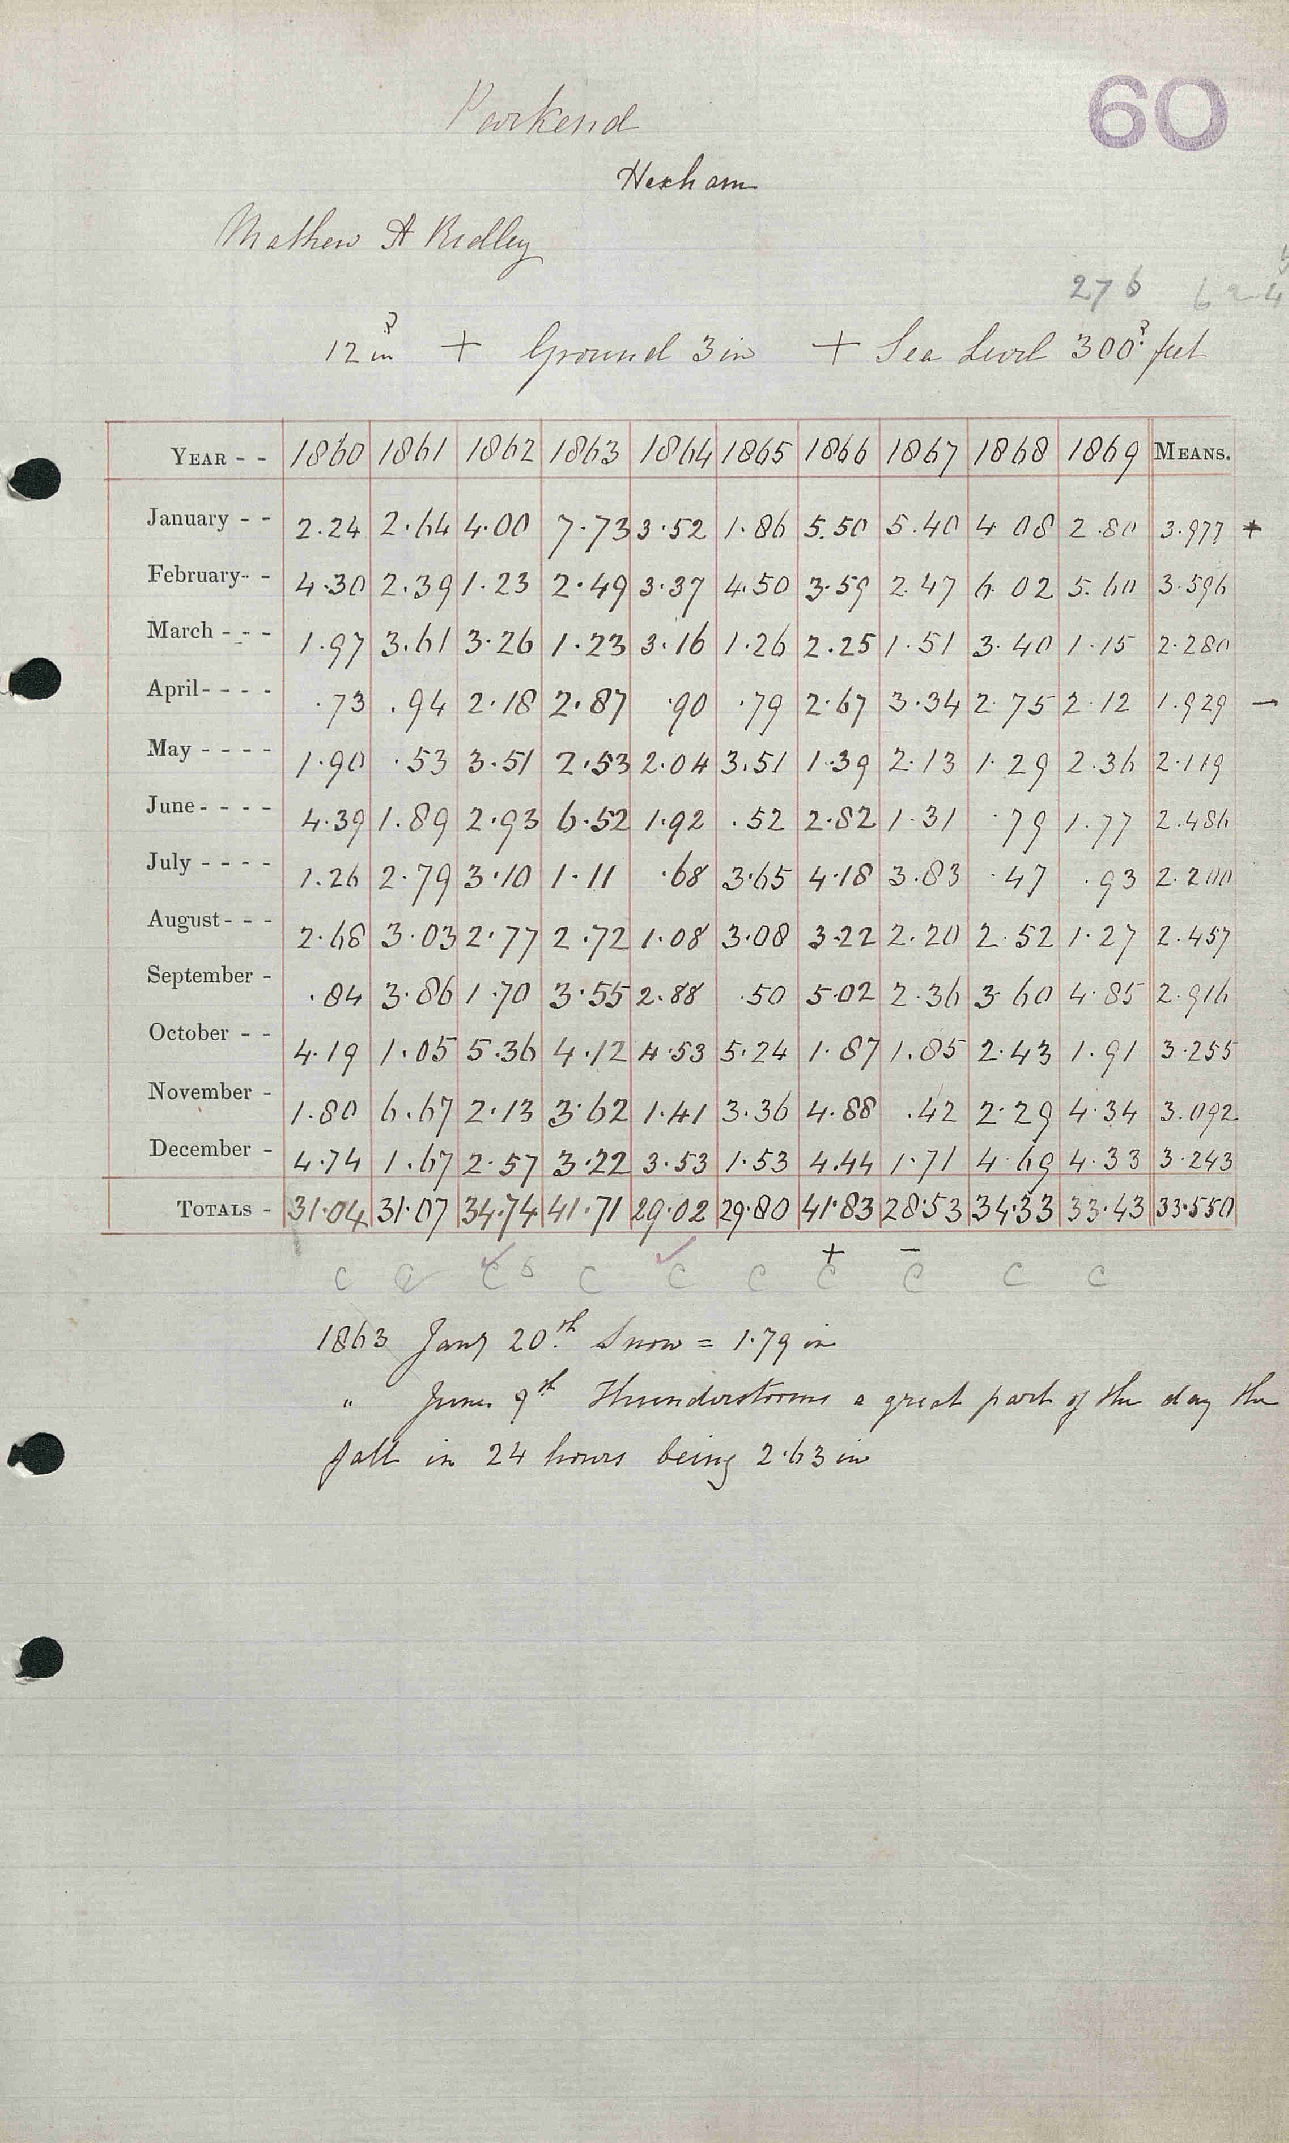 60
Parkend
Hexham
Mathew A Ridley
276
12 in ? + Ground 3 in + Sea Level 300? feet
YEAR - - 1860 1861 1862 1863 1864 1865 1866 1867 1868 1869 MEANS.
January - - 2.24 2.64 4.00 7.73 3.52 1.86 5.50 5.40 4 08 2.80 3.977 +
February - - 4.30 2.39 1.23 2.49 3.37 4.50 3.59 2.47 6 02 5.60 3.596
March - - - 1.97 3.61 3.26 1.23 3.16 1.26 2.25 1.51 3.40 1.15 2.280
April - - - - .73 .94 2.18 2.87 .90 .79 2.67 3.34 2 75 2 12 1.929 -
May - - - - 1.90 .53 3.51 2.53 2.04 3.51 1.39 2.13 1.29 2.36 2.119
June - - - - 4.39 1.89 2.93 6.52 1.92 .52 2.82 1.31 .79 1.77 2.486
July - - - - 1.26 2.79 3.10 1.11 .68 3.65 4.18 3.83 .47 .93 2.200
August - - - 2.68 3.03 2.77 2.72 1.08 3.08 3.22 2.20 2.52 1.27 2.457
September - .84 3.86 1.70 3.55 2.88 .50 5.02 2.36 3 60 4.85 2.916
October - - 4.19 1.05 5.36 4.12 4.53 5.24 1.87 1.85 2.43 1.91 3.255
November - 1.80 6.67 2.13 3.62 1.41 3.36 4.88 .42 2.29 4.34 3.092
December - 4.74 1.67 2.57 3.22 3.53 1.53 4.44 1.71 4.69 4.33 3.243
TOTALS - 31.04 31.07 34.74 41.71 29.02 29.80 41.83 28.53 34.33 33.43 33.550
+ -
C C C C C C C C C
1863 Jany 20th Snow = 1.79 in
" June 9th Thunderstorms a great part of the day the
fall in 24 hours being 2.63 in